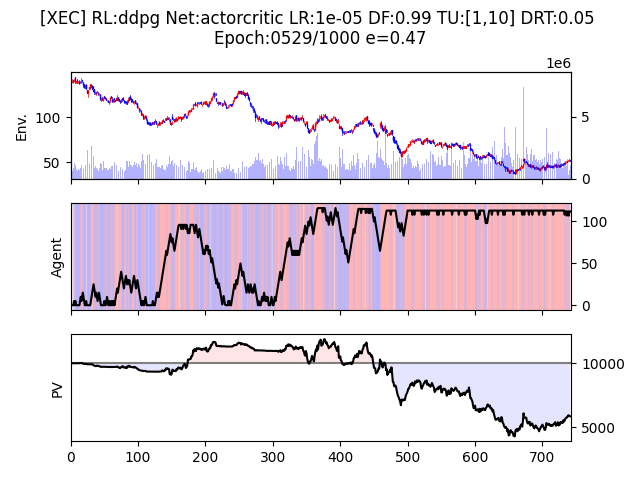 [XEC] RL:ddpg Net:actorcritic LR:1e-05 DF:0.99 TU:[1,10] DRT:0.05
Epoch:0529/1000 e=0.47
1e6
Env.
100
50
5
0
Agent
100
50
0
PV
10000
5000
0 100 200 300 400 500 600 700